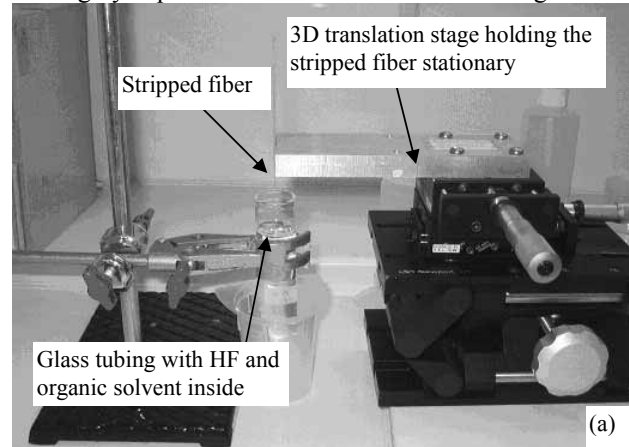 3D translation stage holding the
stripped fiber stationary
Stripped fiber
Glass tubing with HF and
organic solvent inside
(a)